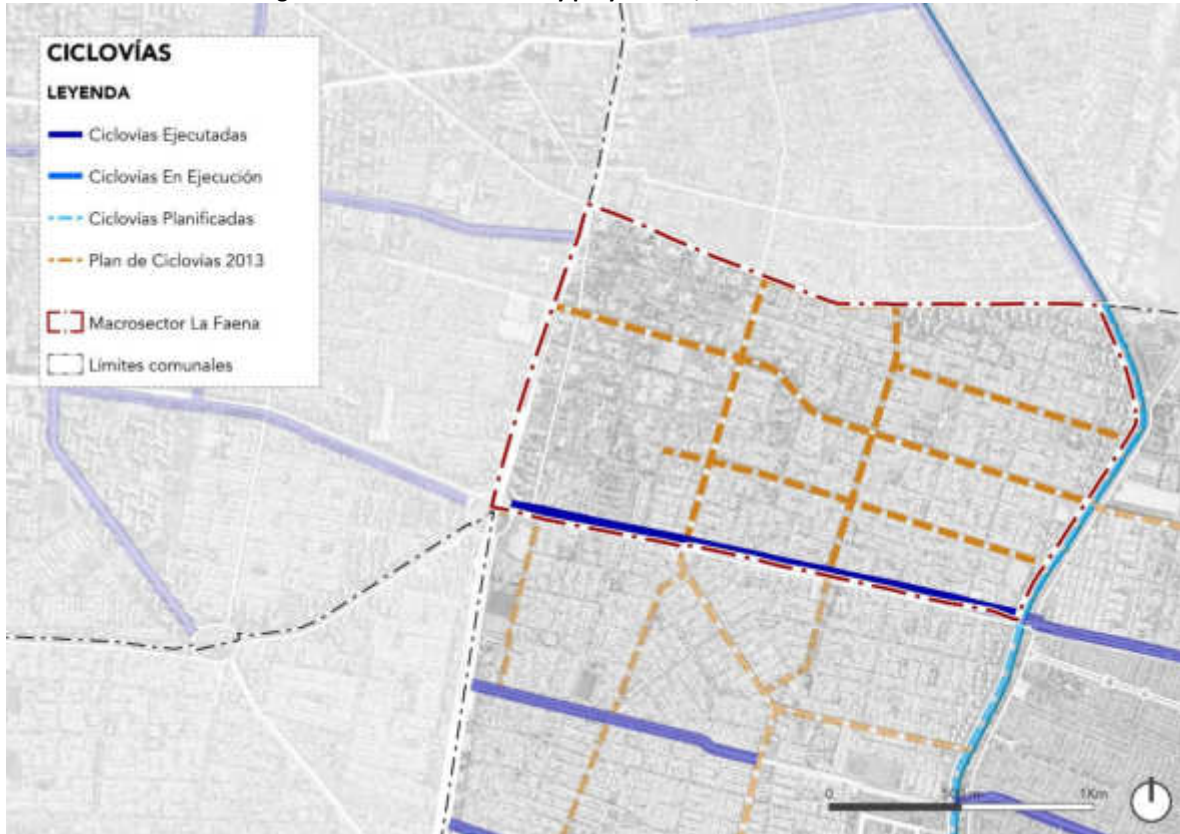 CICLOVÍAS
LEYENDA
Ciclovías Ejecutadas
Ciclovías En Ejecución
Ciclovías Planificadas
Plan de Ciclovías 2013
Macrosector La Faena
Límites comunales
0
1Km